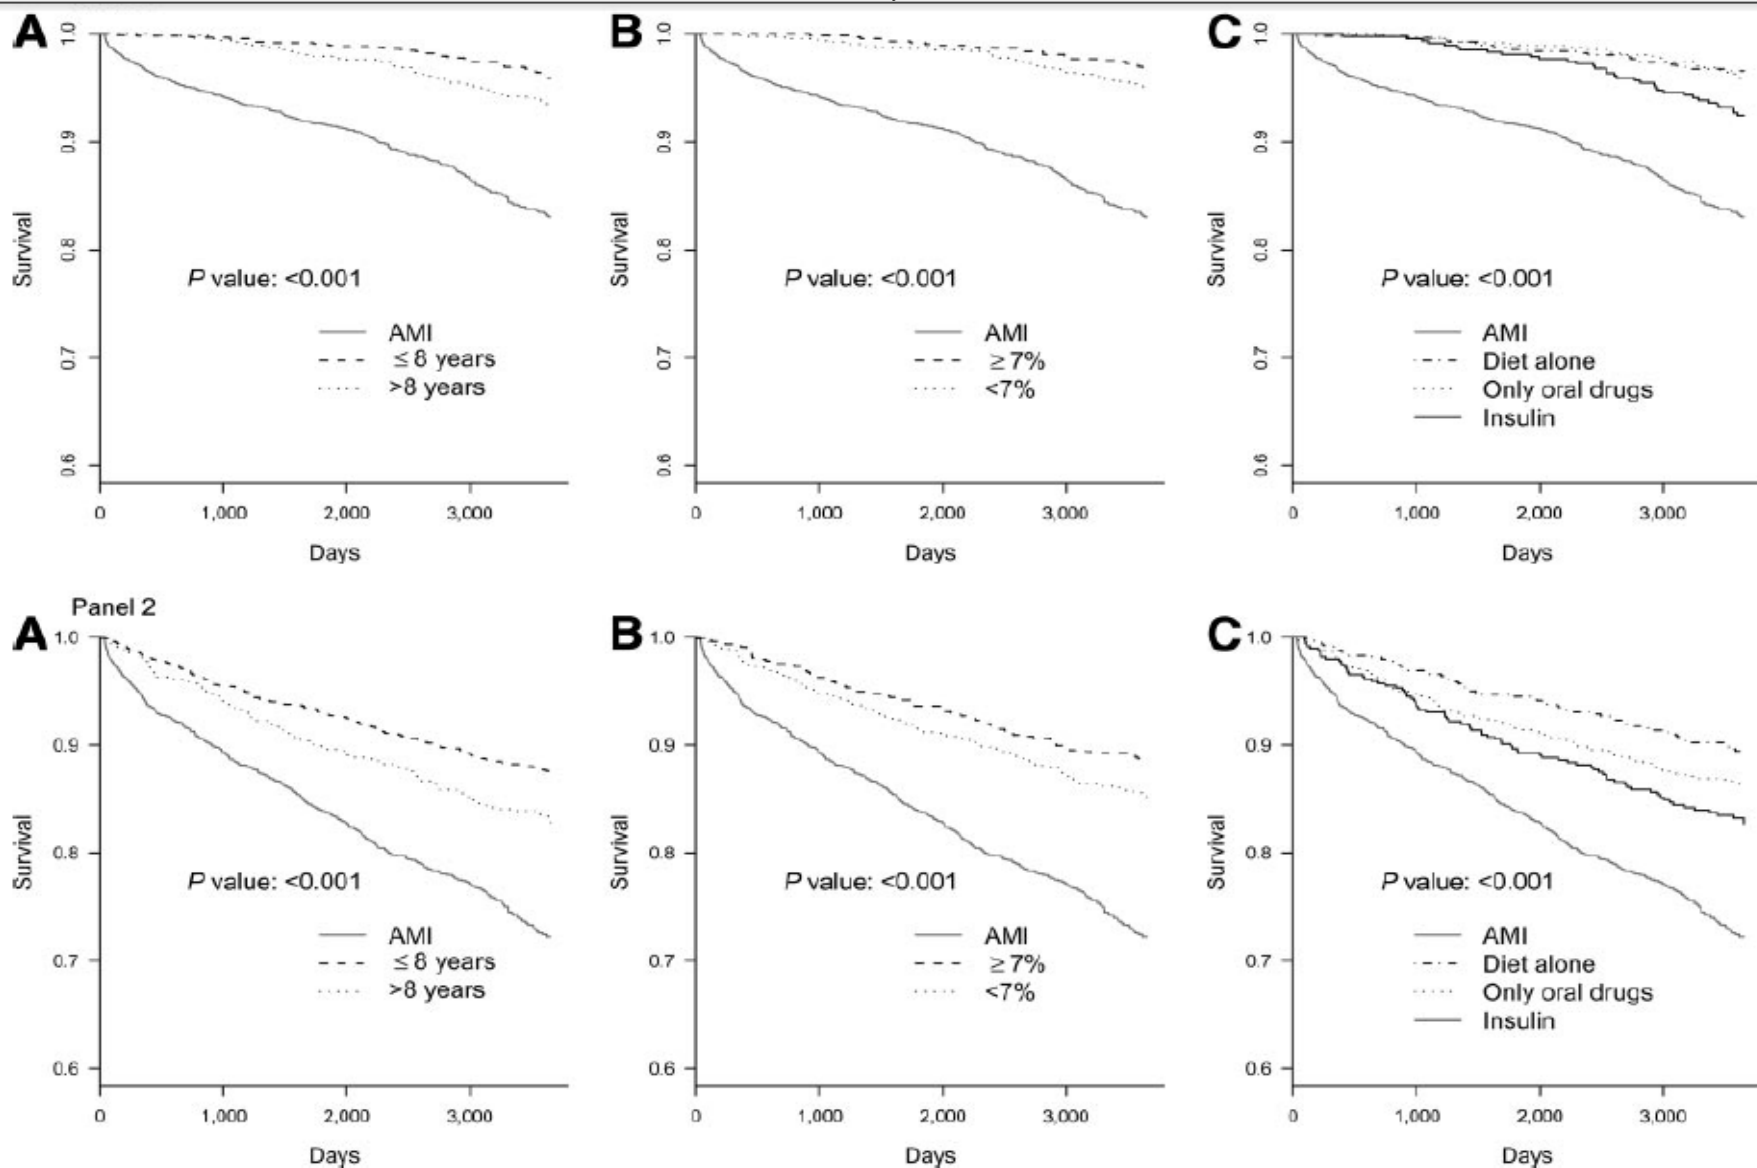 A
B
C
1.0
0.9
0.8
0.7
0.6
Survival
P value: <0.001
AMI
≤8 years
>8 years
0
1,000
2,000
3,000
Days
1.0
0.9
0.8
0.7
0.6
Survival
P value: <0.001
AMI
≥7%
<7%
0
1,000
2,000
3,000
Days
1.0
0.9
0.8
0.7
0.6
Survival
P value: <0.001
AMI
Diet alone
Only oral drugs
Insulin
0
1,000
2,000
3,000
Days
Panel 2
A
B
C
1.0
0.9
0.8
0.7
0.6
Survival
P value: <0.001
AMI
≤8 years
>8 years
0
1,000
2,000
3,000
Days
1.0
0.9
0.8
0.7
0.6
Survival
P value: <0.001
AMI
≥7%
<7%
0
1,000
2,000
3,000
Days
1.0
0.9
0.8
0.7
0.6
Survival
P value: <0.001
AMI
Diet alone
Only oral drugs
Insulin
0
1,000
2,000
3,000
Days